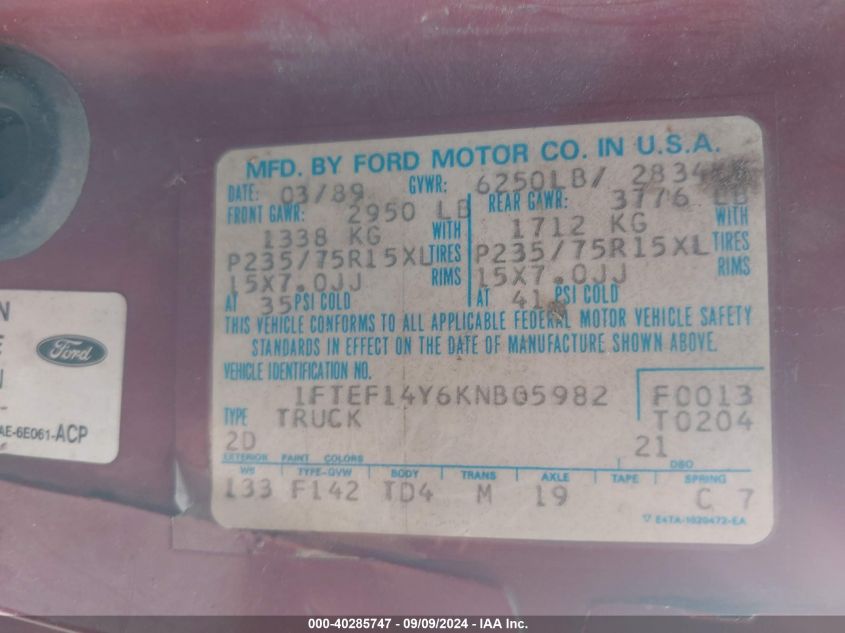 MFD. BY FORD MOTOR CO. IN U.S.A.
DATE: 03/89 GVWR: 6250LB/ 2834
FRONT GAWR: 2950 LB REAR GAWR: 3776 LB
1338 KG WITH 1712 KG WITH
P235/75R15XL TIRES P235/75R15XL TIRES
15X7.0JJ RIMS 15X7.0JJ RIMS
AT 35 PSI COLD AT 41 PSI COLD
THIS VEHICLE CONFORMS TO ALL APPLICABLE FEDERAL MOTOR VEHICLE SAFETY
STANDARDS IN EFFECT ON THE DATE OF MANUFACTURE SHOWN ABOVE.
VEHICLE IDENTIFICATION NO.
1FTEF14Y6KNB05982 F0013
TYPE TRUCK T0204
2D 21
EXTERIOR PAINT COLORS DSO
WB TYPE-GVW BODY TRANS AXLE TAPE SPRING
133 F142 TD4 M 19 C 7
E4TA-1020472-EA
N
E
Ford
N
AE-6E061-ACP
000-40285747 - 09/09/2024 - IAA Inc.